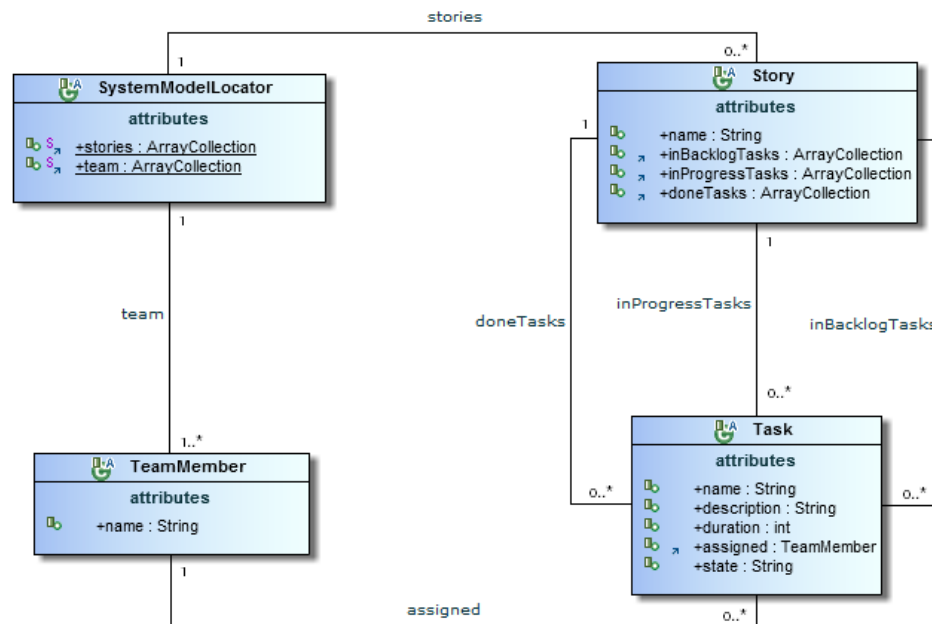 stories
1
0..*
SystemModelLocator
attributes
+stories : ArrayCollection
+team : ArrayCollection
1
Story
attributes
+name : String
+inBacklogTasks : ArrayCollection
+inProgressTasks : ArrayCollection
+doneTasks : ArrayCollection
1
1
team
doneTasks
inProgressTasks
inBacklogTasks
1..*
0..*
TeamMember
attributes
+name : String
1
Task
attributes
+name : String
+description : String
+duration : int
+assigned : TeamMember
+state : String
0..*
0..*
0..*
assigned